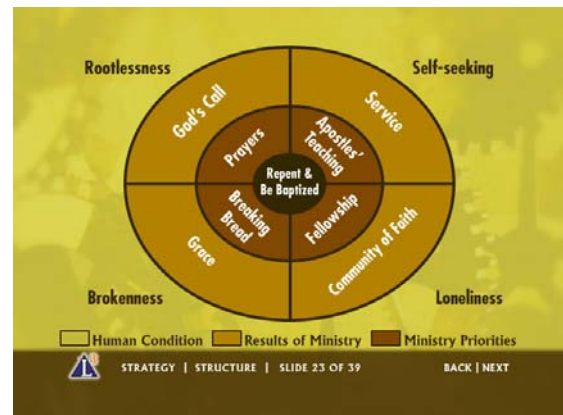 Rootlessness
Self-seeking
God's Call
Service
Prayers
Apostles'
Teaching
Repent &
Be Baptized
Breaking
Bread
Fellowship
Grace
Community of Faith
Brokenness
Loneliness
Human Condition
Results of Ministry
Ministry Priorities
L
STRATEGY | STRUCTURE | SLIDE 23 OF 39
BACK | NEXT